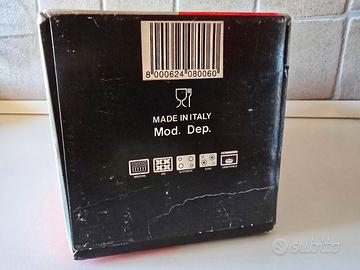 8 000624 080060
MADE IN ITALY
Mod. Dep.
subito